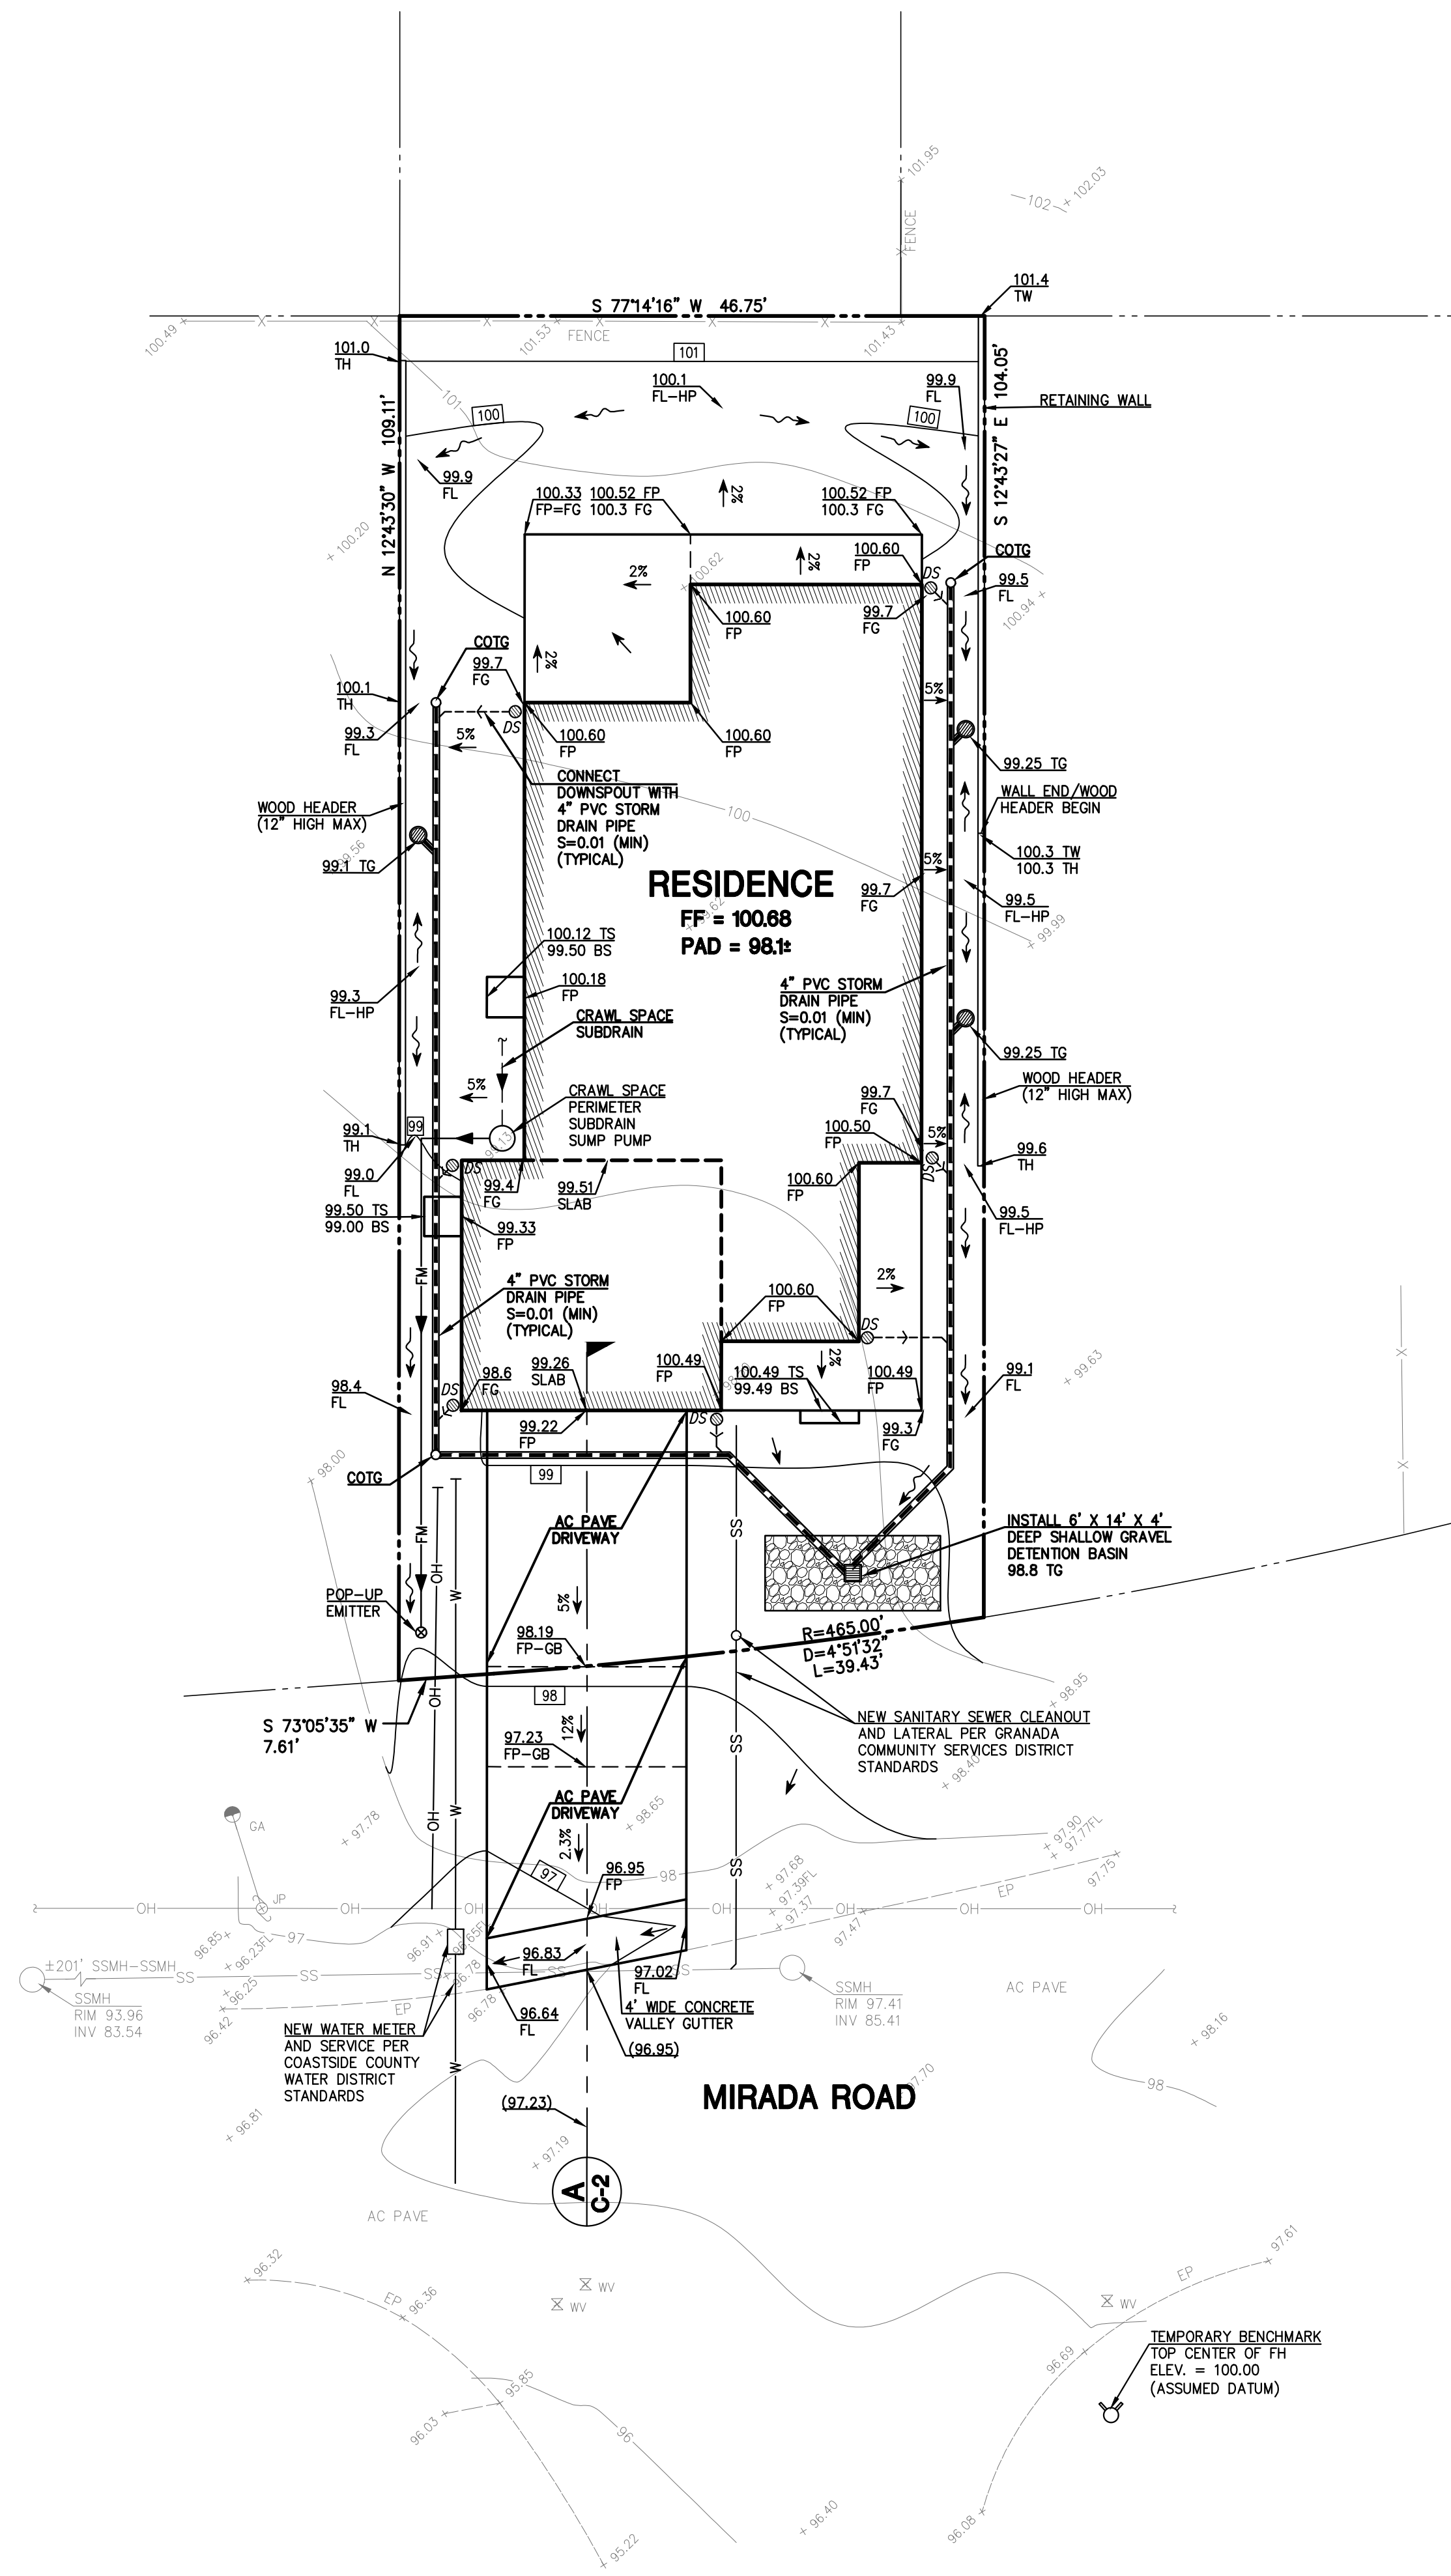 101.95
102
102.03
FENCE
101.4
TW
S 77°14'16" W 46.75'
100.49
101.53
FENCE
101.43
101.0
TH
101
101
100.1
FL-HP
99.9
FL
RETAINING WALL
100
100
N 12°43'30" W 109.11'
S 12°43'27" E 104.05'
99.9
FL
100.33
FP=FG
100.52 FP
100.3 FG
2%
100.52 FP
100.3 FG
100.20
100.62
2%
2%
100.60
FP
DS
COTG
99.5
FL
100.94
100.60
FP
99.7
FG
COTG
99.7
FG
2%
100.1
TH
99.3
FL
5%
DS
100.60
FP
100.60
FP
5%
99.25 TG
CONNECT
DOWNSPOUT WITH
4" PVC STORM
DRAIN PIPE
S=0.01 (MIN)
(TYPICAL)
100
WOOD HEADER
(12" HIGH MAX)
WALL END/WOOD
HEADER BEGIN
99.56
99.1 TG
100.3 TW
100.3 TH
5%
RESIDENCE
FF = 100.68
PAD = 98.1±
99.62
99.7
FG
99.5
FL-HP
99.99
100.12 TS
99.50 BS
100.18
FP
99.3
FL-HP
4" PVC STORM
DRAIN PIPE
S=0.01 (MIN)
(TYPICAL)
CRAWL SPACE
SUBDRAIN
99.25 TG
5%
CRAWL SPACE
PERIMETER
SUBDRAIN
SUMP PUMP
WOOD HEADER
(12" HIGH MAX)
99.7
FG
99
99.1
TH
99.13
100.50
FP
5%
99.6
TH
99.0
FL
DS
99.4
FG
99.51
SLAB
100.60
FP
DS
99.50 TS
99.00 BS
99.33
FP
99.5
FL-HP
FM
4" PVC STORM
DRAIN PIPE
S=0.01 (MIN)
(TYPICAL)
100.60
FP
2%
DS
98.4
FL
DS
98.6
FG
99.26
SLAB
100.49
FP
100.49 TS
99.49 BS
2%
100.49
FP
99.1
FL
99.63
99.22
FP
DS
99.3
FG
98.00
COTG
99
AC PAVE
DRIVEWAY
SS
INSTALL 6' X 14' X 4'
DEEP SHALLOW GRAVEL
DETENTION BASIN
98.8 TG
FM
OH
W
POP-UP
EMITTER
5%
98.19
FP-GB
R=465.00'
D=4°51'32"
L=39.43'
OH
98
98.95
S 73°05'35" W
7.61'
12%
97.23
FP-GB
SS
NEW SANITARY SEWER CLEANOUT
AND LATERAL PER GRANADA
COMMUNITY SERVICES DISTRICT
STANDARDS
98.40
AC PAVE
DRIVEWAY
OH
W
GA
97.78
98.65
2.3%
97.90
97.77FL
97
96.95
FP
98
SS
97.68
97.39FL
97.37
97.75
EP
JP
OH
OH
OH
OH
OH
OH
OH
OH
97.47
96.85
96.23FL
97
96.91
96.65FL
96.78
96.83
FL
97.02
FL
±201' SSMH-SSMH
SS
SS
SS
SS
SS
SSMH
RIM 93.96
INV 83.54
96.25
96.42
EP
96.78
96.64
FL
4' WIDE CONCRETE
VALLEY GUTTER
SSMH
RIM 97.41
INV 85.41
AC PAVE
98.16
NEW WATER METER
AND SERVICE PER
COASTSIDE COUNTY
WATER DISTRICT
STANDARDS
W
(96.95)
97.70
98
MIRADA ROAD
(97.23)
96.81
97.19
A
C-2
AC PAVE
96.32
EP
96.36
WV
WV
EP
97.61
WV
TEMPORARY BENCHMARK
TOP CENTER OF FH
ELEV. = 100.00
(ASSUMED DATUM)
96.69
95.85
96.03
96
96.40
96.08
95.22